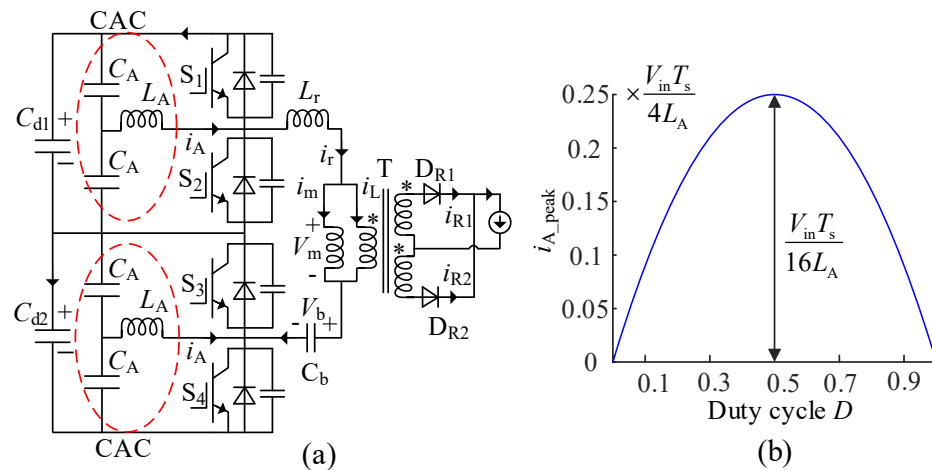 CAC
C_A
S_1
L_A
L_r
C_d1 +
−
i_A
i_r
C_A
S_2
T
D_R1
i_m
i_L
*
i_R1
+
V_m
-
*
i_R2
D_R2
C_A
S_3
L_A
C_d2 +
−
i_A
- V_b +
C_b
C_A
S_4
CAC
(a)
× V_in T_s / 4L_A
0.25
0.2
0.15
0.1
0.05
0
i_A_peak
V_in T_s / 16L_A
0.1 0.3 0.5 0.7 0.9
Duty cycle D
(b)